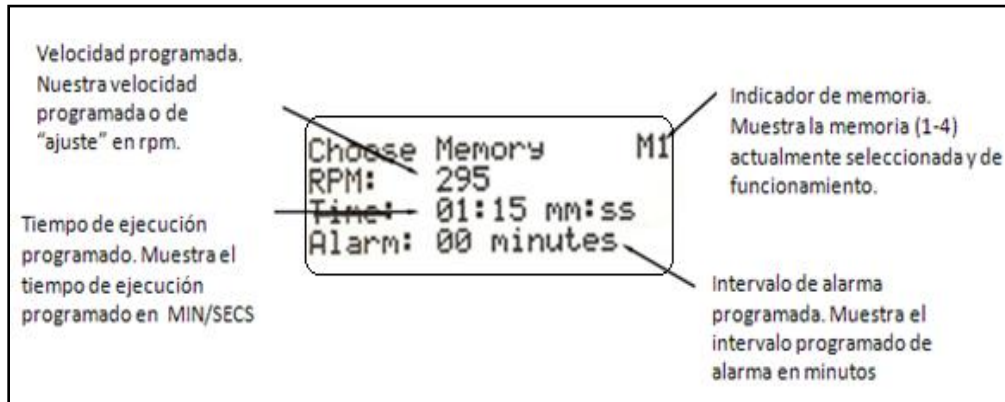 Velocidad programada.
Nuestra velocidad
programada o de
“ajuste” en rpm.
Tiempo de ejecución
programado. Muestra el
tiempo de ejecución
programado en MIN/SECS
Choose Memory M1
RPM: 295
Time: 01:15 mm:ss
Alarm: 00 minutes
Indicador de memoria.
Muestra la memoria (1-4)
actualmente seleccionada y de
funcionamiento.
Intervalo de alarma
programada. Muestra el
intervalo programado de
alarma en minutos